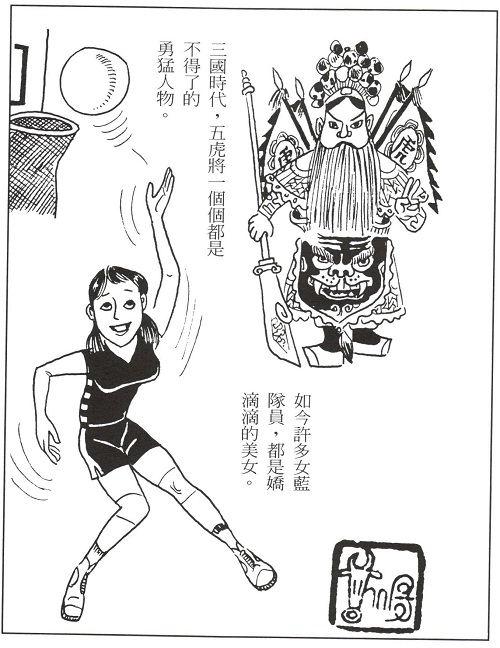 三國時代，五虎將一個個都是
不得了的
勇猛人物。
虎
虎
如今許多女藍
隊員，都是嬌
滴滴的美女。